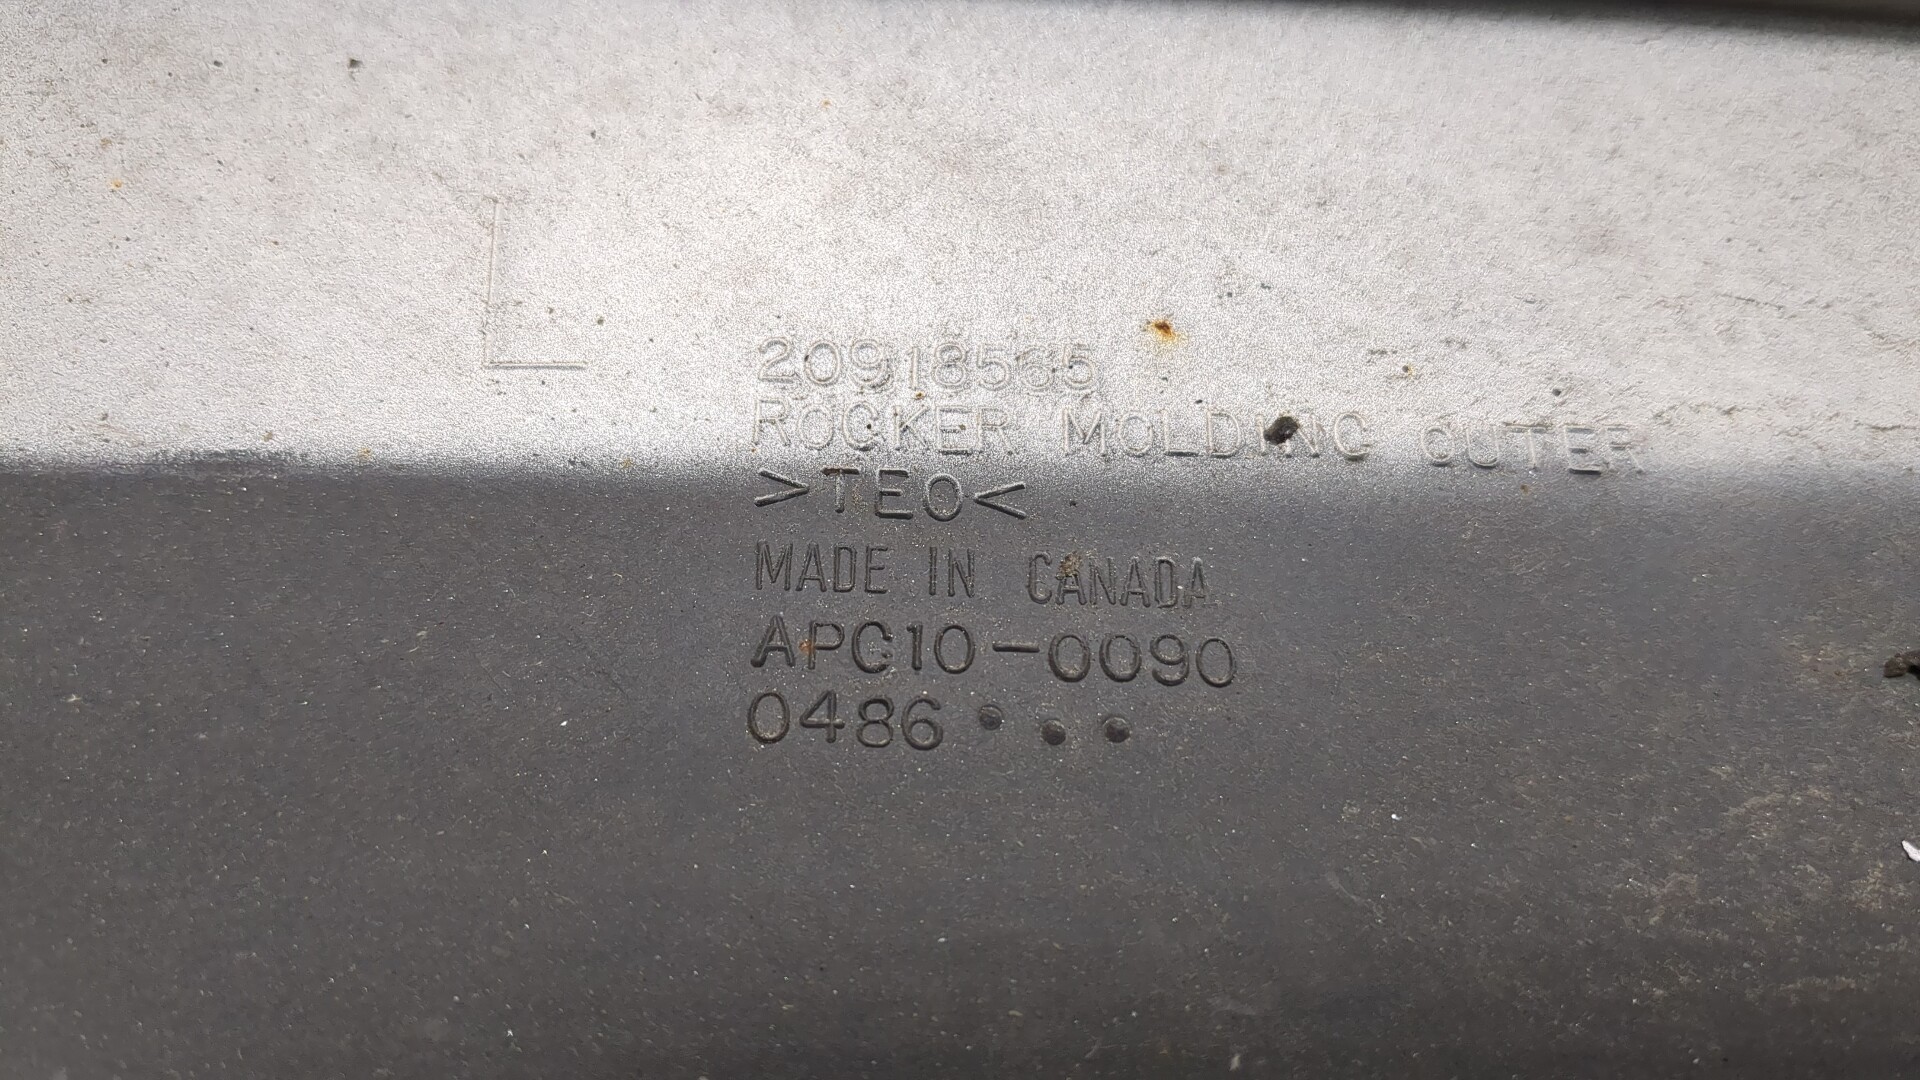 L
20918565
ROCKER MOLDING OUTER
>TEO<
MADE IN CANADA
APC10-0090
0486